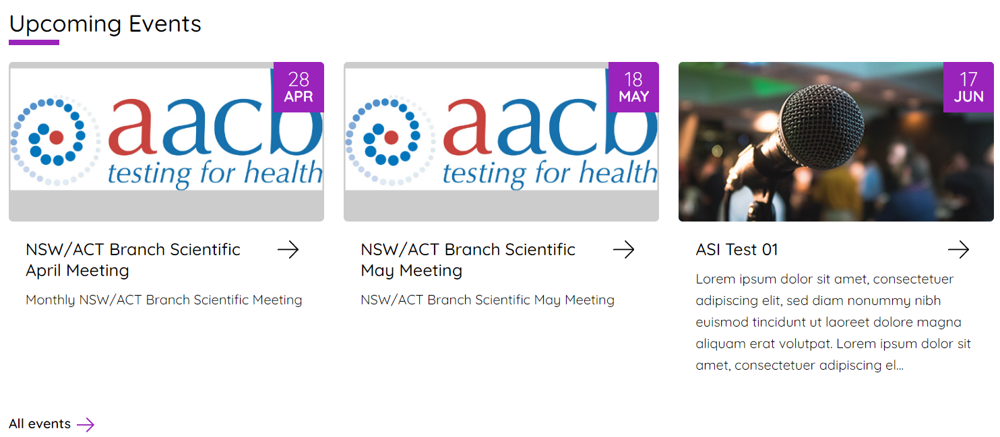 Upcoming Events
28
APR
aacb
testing for health
NSW/ACT Branch Scientific
April Meeting
Monthly NSW/ACT Branch Scientific Meeting
18
MAY
aacb
testing for health
NSW/ACT Branch Scientific
May Meeting
NSW/ACT Branch Scientific May Meeting
17
JUN
ASI Test 01
Lorem ipsum dolor sit amet, consectetuer
adipiscing elit, sed diam nonummy nibh
euismod tincidunt ut laoreet dolore magna
aliquam erat volutpat. Lorem ipsum dolor sit
amet, consectetuer adipiscing el...
All events